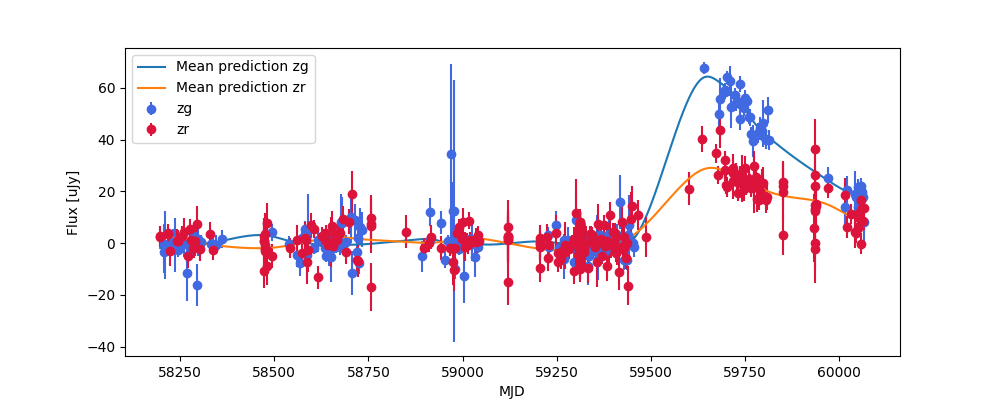 Mean prediction zg
Mean prediction zr
zg
zr
Flux [uJy]
60
40
20
0
−20
−40
58250
58500
58750
59000
59250
59500
59750
60000
MJD